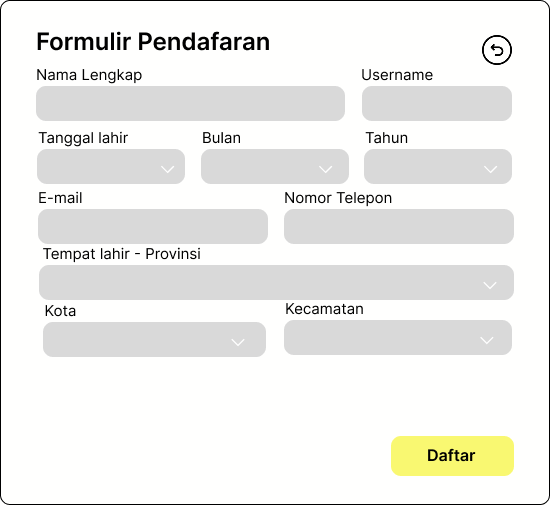 Formulir Pendafaran
Nama Lengkap
Username
Tanggal lahir
Bulan
Tahun
E-mail
Nomor Telepon
Tempat lahir - Provinsi
Kota
Kecamatan
Daftar